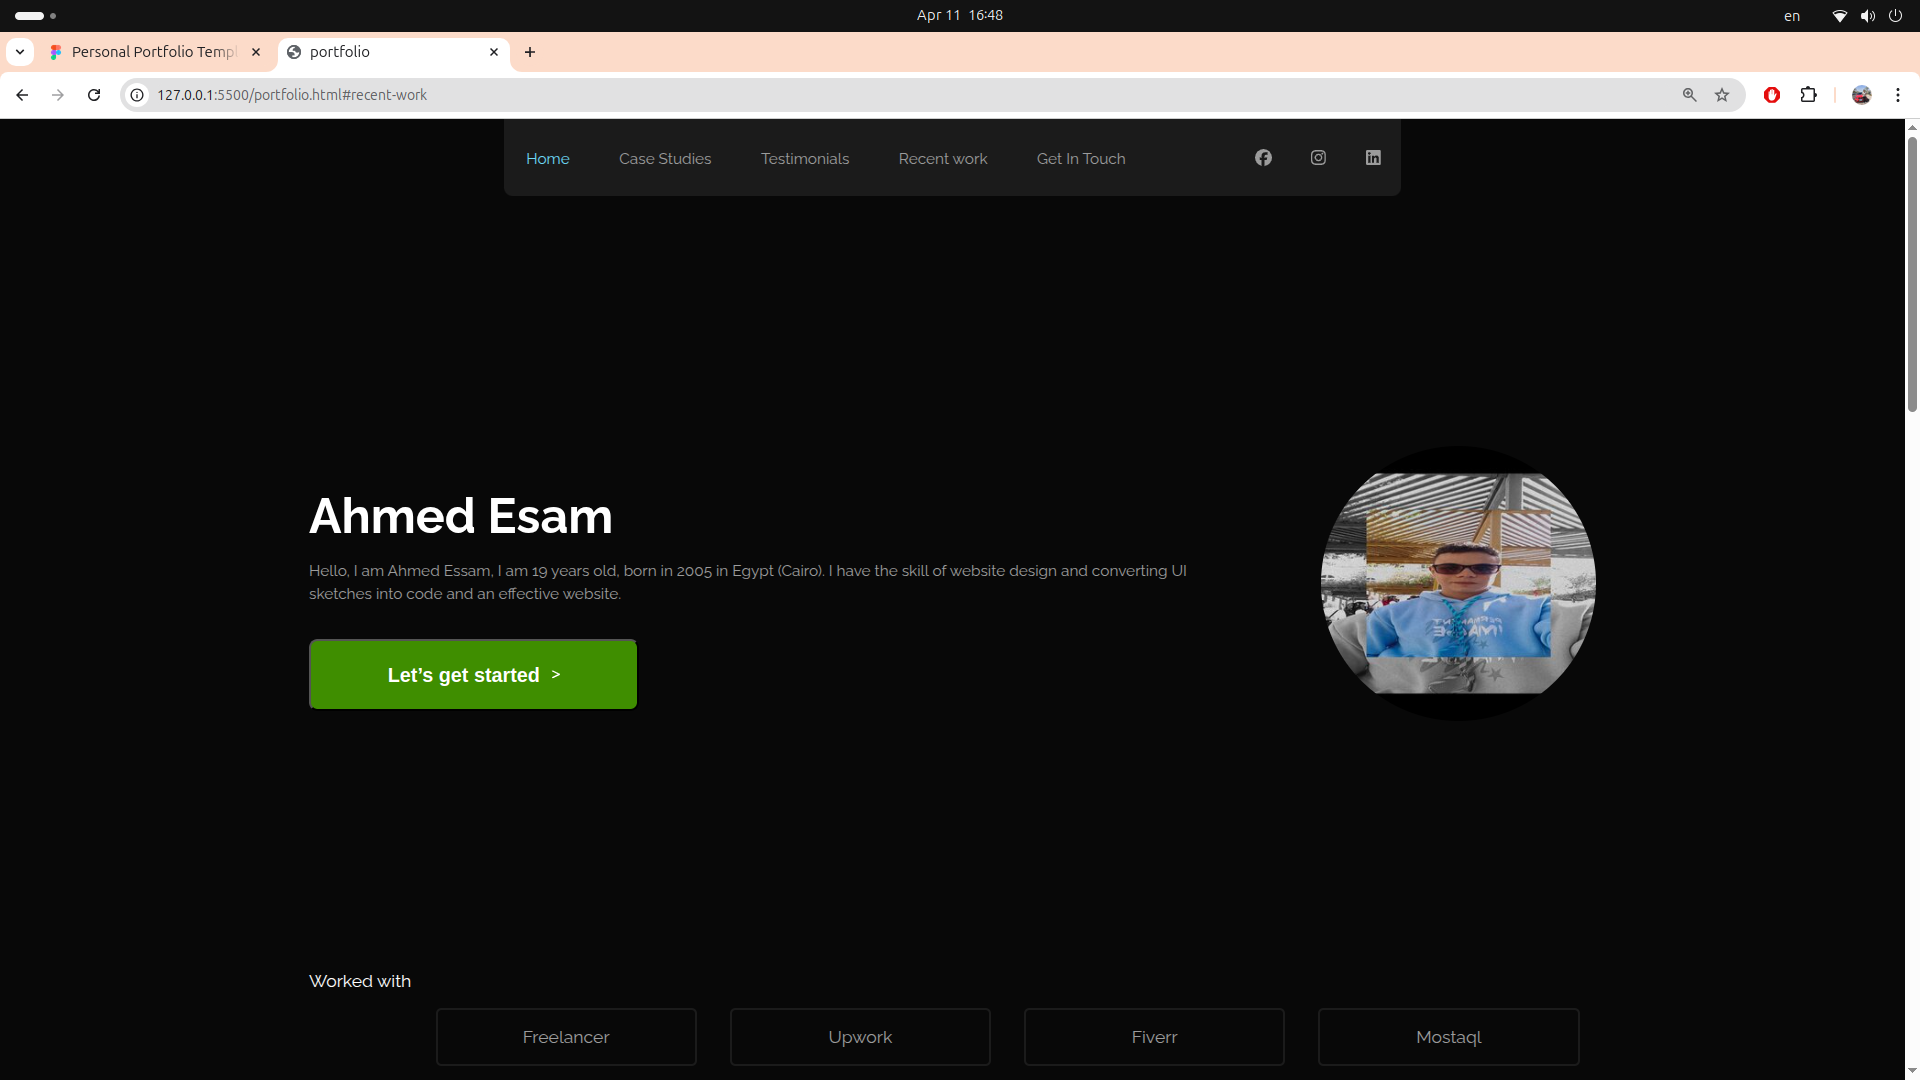 Apr 11 16:48
en
Personal Portfolio Templ
portfolio
127.0.0.1:5500/portfolio.html#recent-work
Home
Case Studies
Testimonials
Recent work
Get In Touch
Ahmed Esam
Hello, I am Ahmed Essam, I am 19 years old, born in 2005 in Egypt (Cairo). I have the skill of website design and converting UI
sketches into code and an effective website.
Let’s get started >
Worked with
Freelancer
Upwork
Fiverr
Mostaql